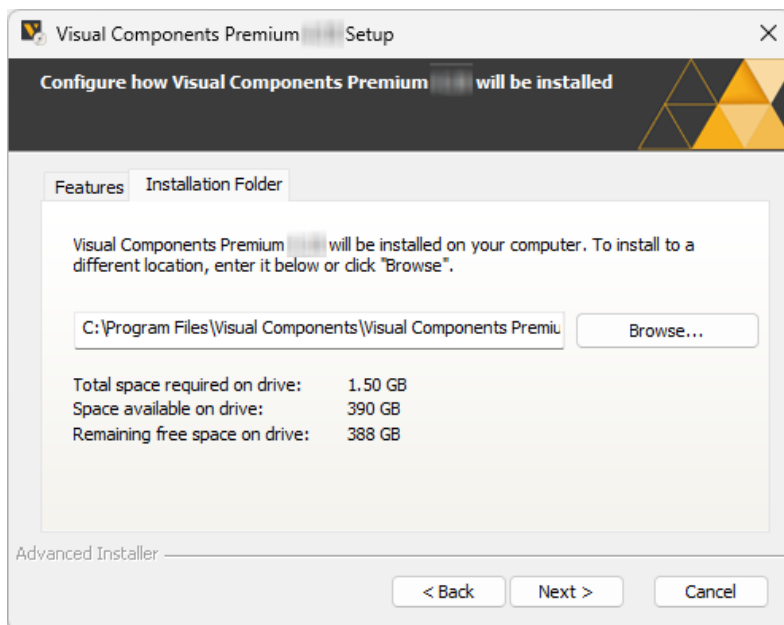 Visual Components Premium Setup
Configure how Visual Components Premium will be installed
Features
Installation Folder
Visual Components Premium will be installed on your computer. To install to a
different location, enter it below or click "Browse".
C:\Program Files\Visual Components\Visual Components Premiu
Browse...
Total space required on drive: 1.50 GB
Space available on drive: 390 GB
Remaining free space on drive: 388 GB
Advanced Installer
< Back
Next >
Cancel